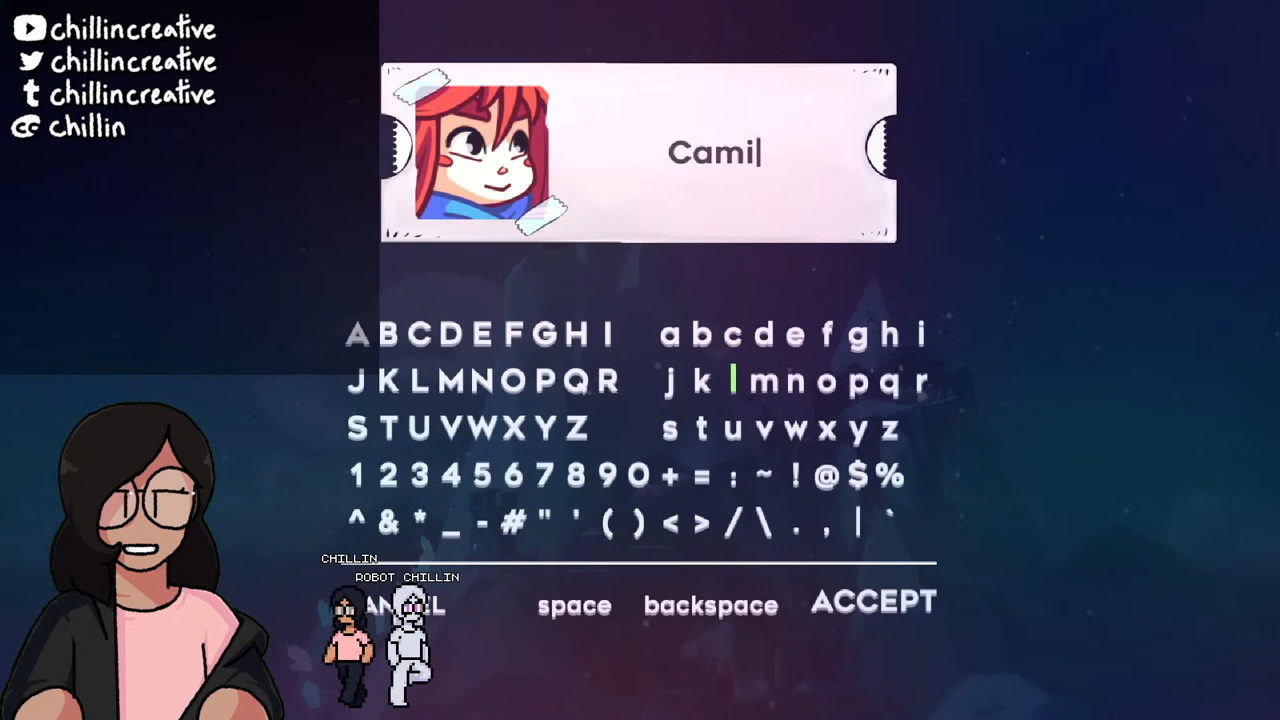 chillincreative
chillincreative
chillincreative
chillin
Cami|
A B C D E F G H I a b c d e f g h i
J K L M N O P Q R j k l m n o p q r
S T U V W X Y Z s t u v w x y z
1 2 3 4 5 6 7 8 9 0 + = : ~ ! @ $ %
^ & * _ - # " ' ( ) < > / \ . , | `
CHILLIN
ROBOT CHILLIN
space backspace ACCEPT